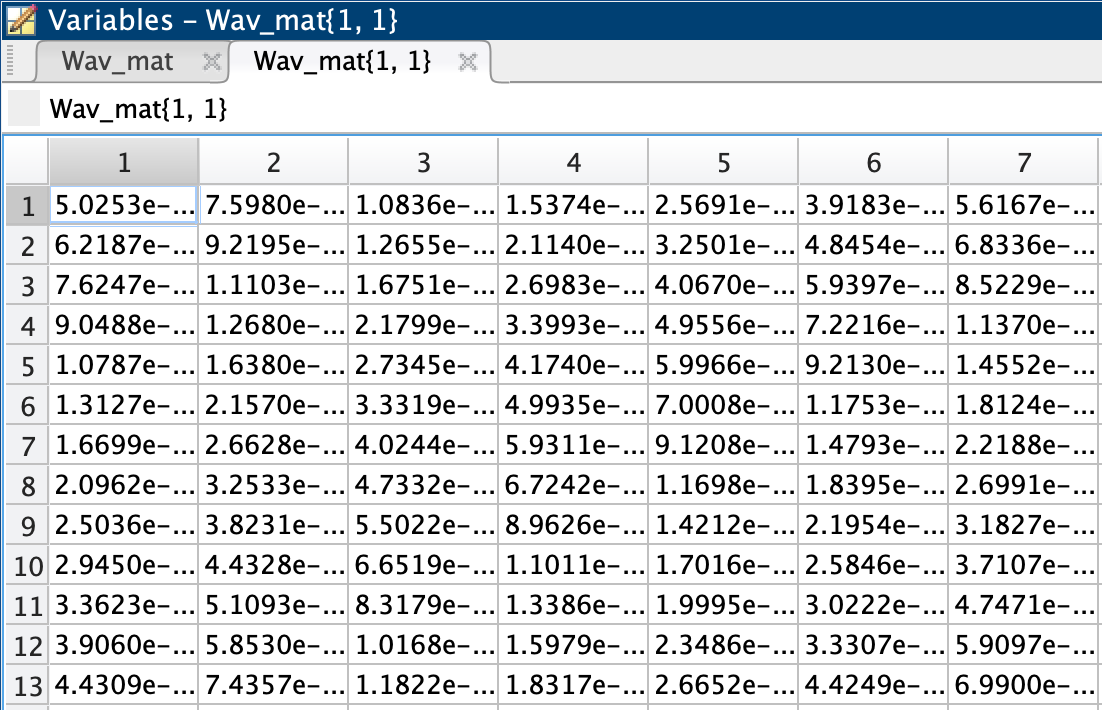 Variables – Wav_mat{1, 1}
Wav_mat Wav_mat{1, 1}
Wav_mat{1, 1}
1 2 3 4 5 6 7
1 5.0253e-... 7.5980e-... 1.0836e-... 1.5374e-... 2.5691e-... 3.9183e-... 5.6167e-...
2 6.2187e-... 9.2195e-... 1.2655e-... 2.1140e-... 3.2501e-... 4.8454e-... 6.8336e-...
3 7.6247e-... 1.1103e-... 1.6751e-... 2.6983e-... 4.0670e-... 5.9397e-... 8.5229e-...
4 9.0488e-... 1.2680e-... 2.1799e-... 3.3993e-... 4.9556e-... 7.2216e-... 1.1370e-...
5 1.0787e-... 1.6380e-... 2.7345e-... 4.1740e-... 5.9966e-... 9.2130e-... 1.4552e-...
6 1.3127e-... 2.1570e-... 3.3319e-... 4.9935e-... 7.0008e-... 1.1753e-... 1.8124e-...
7 1.6699e-... 2.6628e-... 4.0244e-... 5.9311e-... 9.1208e-... 1.4793e-... 2.2188e-...
8 2.0962e-... 3.2533e-... 4.7332e-... 6.7242e-... 1.1698e-... 1.8395e-... 2.6991e-...
9 2.5036e-... 3.8231e-... 5.5022e-... 8.9626e-... 1.4212e-... 2.1954e-... 3.1827e-...
10 2.9450e-... 4.4328e-... 6.6519e-... 1.1011e-... 1.7016e-... 2.5846e-... 3.7107e-...
11 3.3623e-... 5.1093e-... 8.3179e-... 1.3386e-... 1.9995e-... 3.0222e-... 4.7471e-...
12 3.9060e-... 5.8530e-... 1.0168e-... 1.5979e-... 2.3486e-... 3.3307e-... 5.9097e-...
13 4.4309e-... 7.4357e-... 1.1822e-... 1.8317e-... 2.6652e-... 4.4249e-... 6.9900e-...